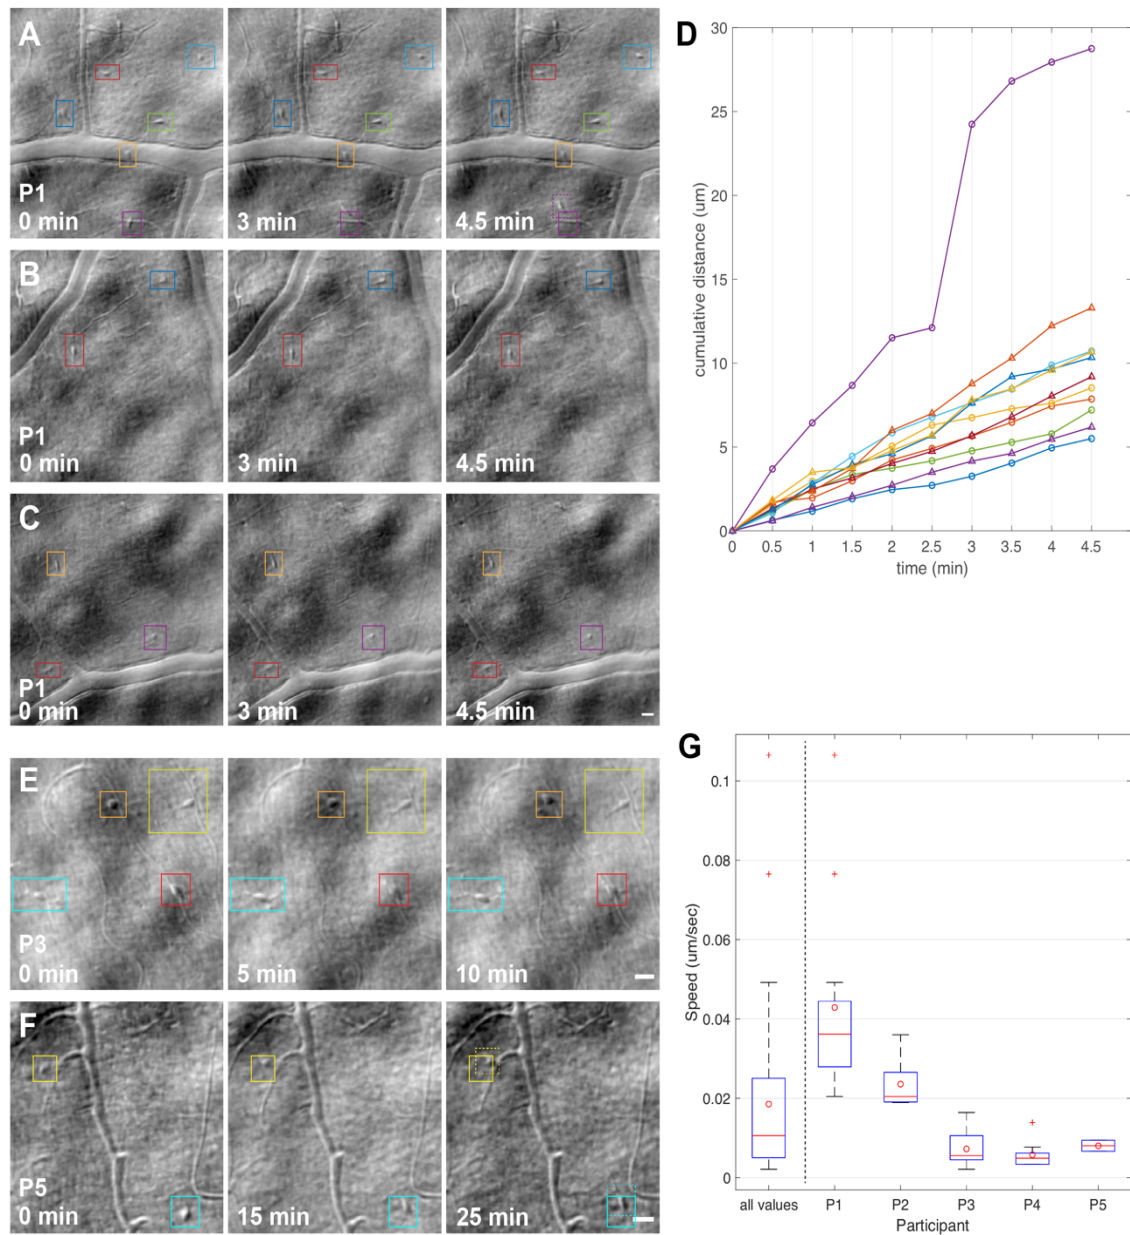 A
P1
0 min
3 min
4.5 min
B
P1
0 min
3 min
4.5 min
C
P1
0 min
3 min
4.5 min
D
30
25
20
15
10
5
0
cumulative distance (um)
0 0.5 1 1.5 2 2.5 3 3.5 4 4.5
time (min)
E
P3
0 min
5 min
10 min
F
P5
0 min
15 min
25 min
G
0.1
0.08
0.06
0.04
0.02
0
Speed (um/sec)
all values P1 P2 P3 P4 P5
Participant